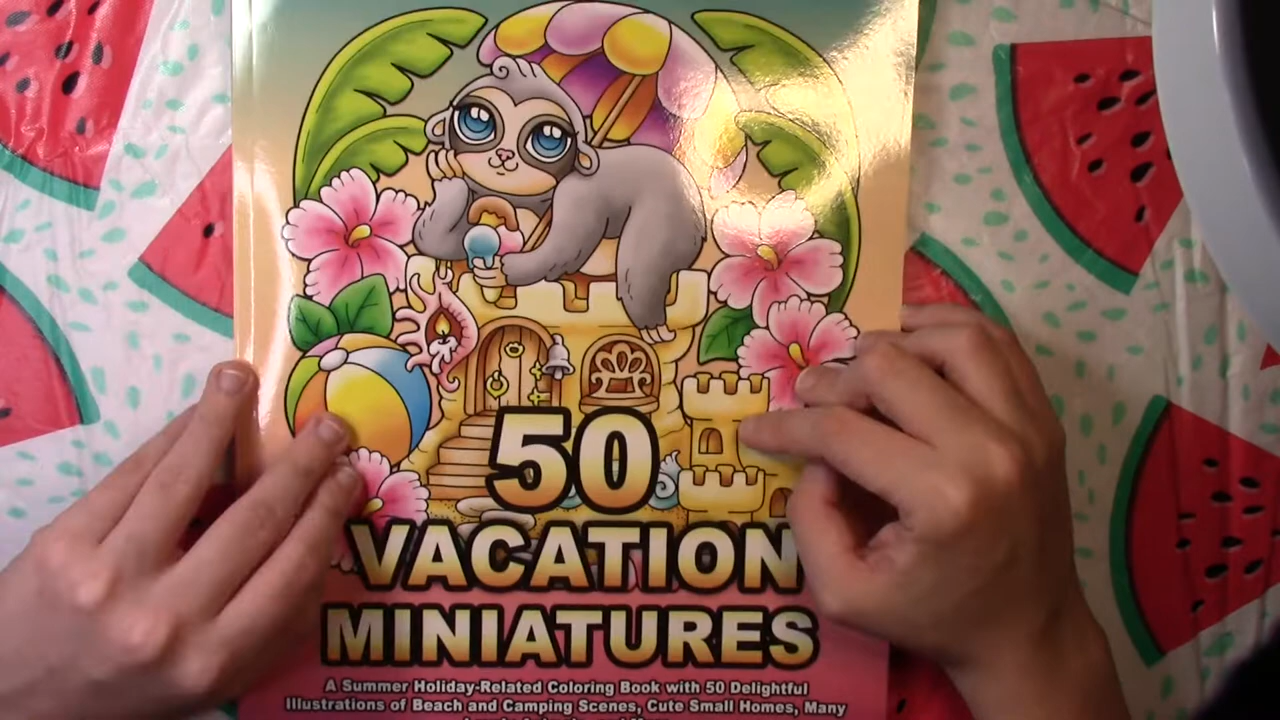 50
VACATION
MINIATURES
A Summer Holiday-Related Coloring Book with 50 Delightful
Illustrations of Beach and Camping Scenes, Cute Small Homes, Many